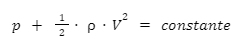 p + 1/2 · ρ · V² = constante